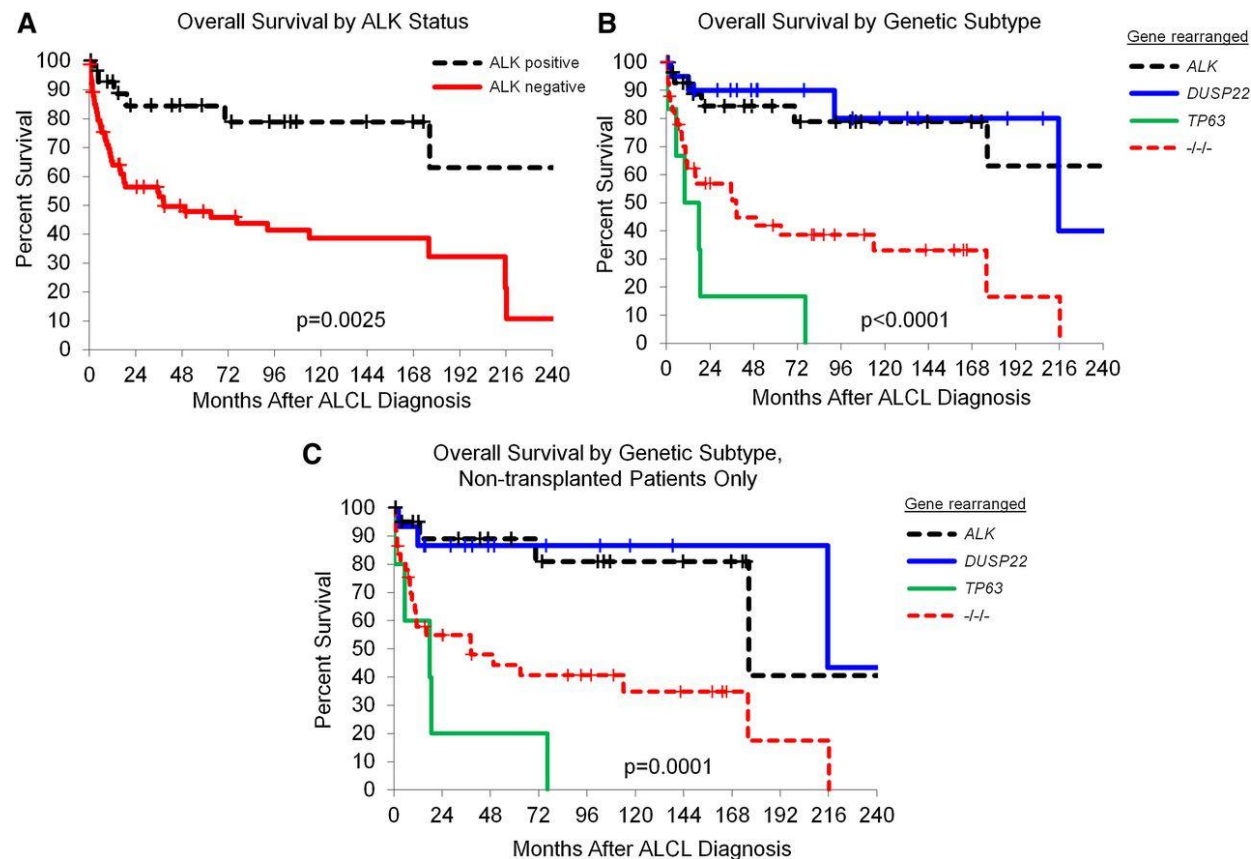 A Overall Survival by ALK Status
100
90
80
70
60
50
40
30
20
10
0
Percent Survival
ALK positive
ALK negative
p=0.0025
0 24 48 72 96 120 144 168 192 216 240
Months After ALCL Diagnosis
B Overall Survival by Genetic Subtype
100
90
80
70
60
50
40
30
20
10
0
Percent Survival
p<0.0001
0 24 48 72 96 120 144 168 192 216 240
Months After ALCL Diagnosis
Gene rearranged
ALK
DUSP22
TP63
-/-/-
C Overall Survival by Genetic Subtype,
Non-transplanted Patients Only
100
90
80
70
60
50
40
30
20
10
0
Percent Survival
p=0.0001
0 24 48 72 96 120 144 168 192 216 240
Months After ALCL Diagnosis
Gene rearranged
ALK
DUSP22
TP63
-/-/-